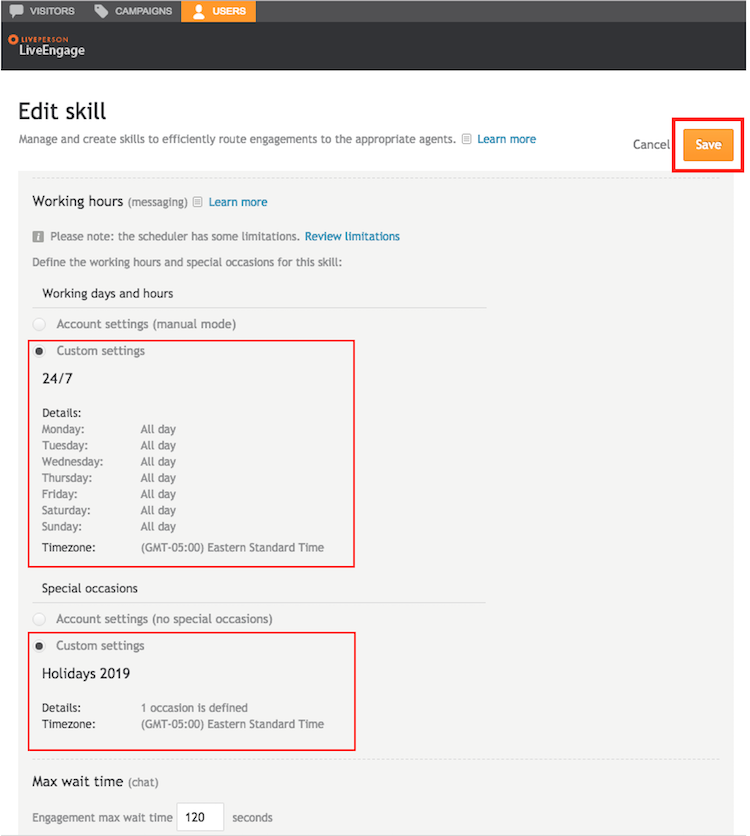 VISITORS CAMPAIGNS USERS
LIVEPERSON
LiveEngage
Edit skill
Manage and create skills to efficiently route engagements to the appropriate agents. Learn more
Cancel Save
Working hours (messaging) Learn more
i Please note: the scheduler has some limitations. Review limitations
Define the working hours and special occasions for this skill:
Working days and hours
Account settings (manual mode)
Custom settings
24/7
Details:
Monday: All day
Tuesday: All day
Wednesday: All day
Thursday: All day
Friday: All day
Saturday: All day
Sunday: All day
Timezone: (GMT-05:00) Eastern Standard Time
Special occasions
Account settings (no special occasions)
Custom settings
Holidays 2019
Details: 1 occasion is defined
Timezone: (GMT-05:00) Eastern Standard Time
Max wait time (chat)
Engagement max wait time 120 seconds